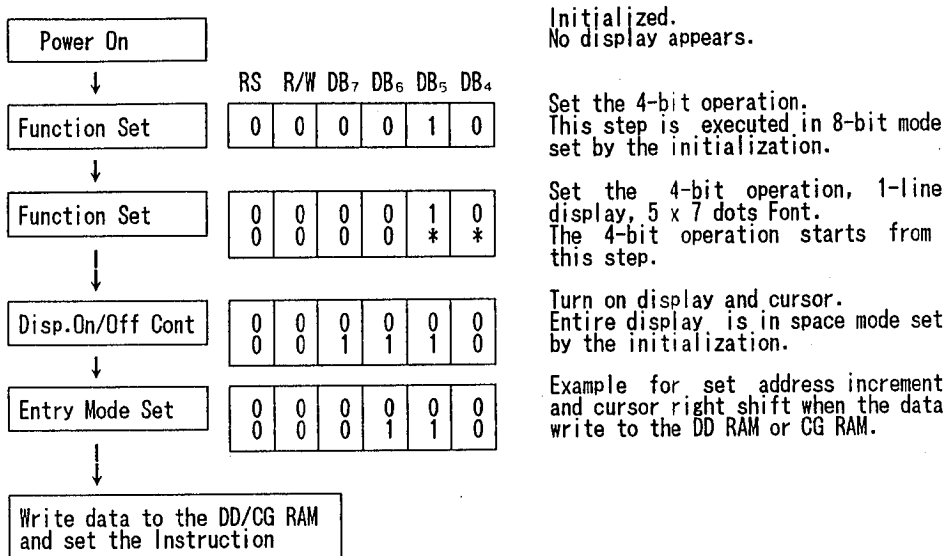 Power On
Initialized.
No display appears.
RS R/W DB₇ DB₆ DB₅ DB₄
Function Set
0 0 0 0 1 0
Set the 4-bit operation.
This step is executed in 8-bit mode
set by the initialization.
Function Set
0 0 0 0 1 0
0 0 0 0 * *
Set the 4-bit operation, 1-line
display, 5 x 7 dots Font.
The 4-bit operation starts from
this step.
Disp.On/Off Cont
0 0 0 0 0 0
0 0 1 1 1 0
Turn on display and cursor.
Entire display is in space mode set
by the initialization.
Entry Mode Set
0 0 0 0 0 0
0 0 0 1 1 0
Example for set address increment
and cursor right shift when the data
write to the DD RAM or CG RAM.
Write data to the DD/CG RAM
and set the Instruction